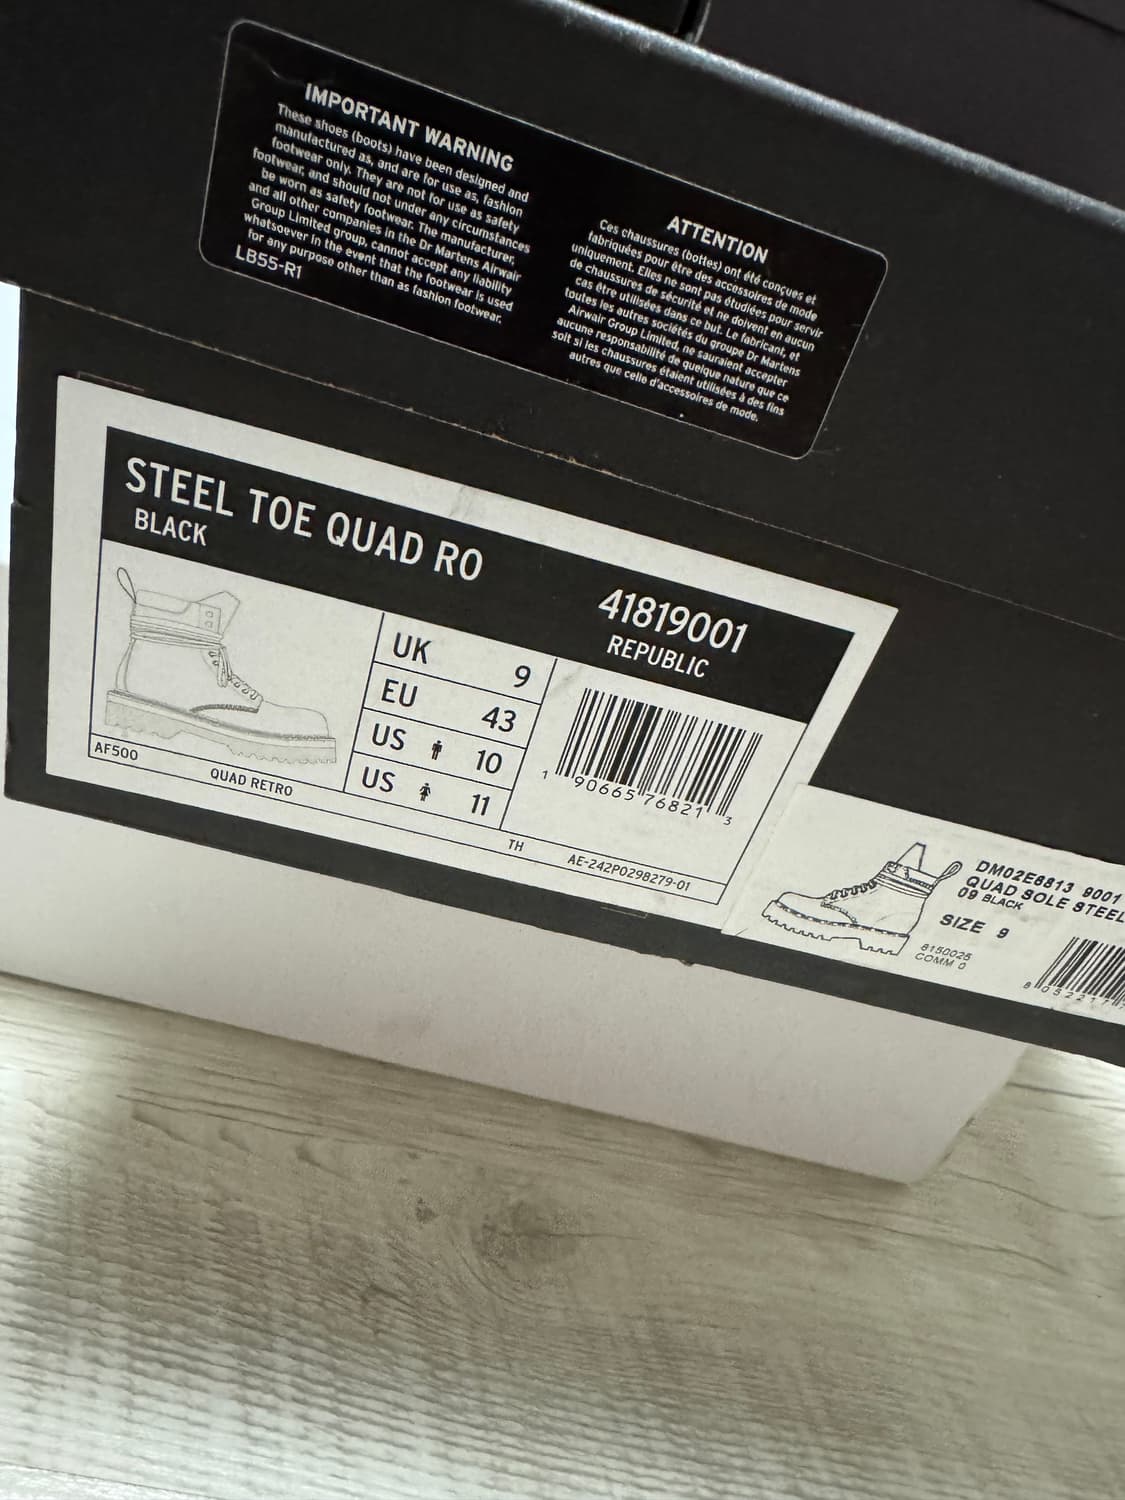 IMPORTANT WARNING
These shoes (boots) have been designed and
manufactured as, and are for use as, fashion
footwear only. They are not for use as safety
footwear, and should not under any circumstances
be worn as safety footwear. The manufacturer,
and all other companies in the Dr Martens Airwair
Group Limited group, cannot accept any liability
whatsoever in the event that the footwear is used
for any purpose other than as fashion footwear.
LB55-R1
ATTENTION
Ces chaussures (bottes) ont été conçues et
fabriquées pour être des accessoires de mode
uniquement. Elles ne sont pas étudiées pour servir
de chaussures de sécurité et ne doivent en aucun
cas être utilisées dans ce but. Le fabricant, et
toutes les autres sociétés du groupe Dr Martens
Airwair Group Limited, ne sauraient accepter
aucune responsabilité de quelque nature que ce
soit si les chaussures étaient utilisées à des fins
autres que celle d'accessoires de mode.
STEEL TOE QUAD RO
BLACK
41819001
REPUBLIC
UK 9
EU 43
US 10
US 11
1 90665 76821 3
AF500
QUAD RETRO
TH
AE-242P029B279-01
DM02E6813 9001
QUAD SOLE STEEL
09 BLACK
SIZE 9
8150025
COMM 0